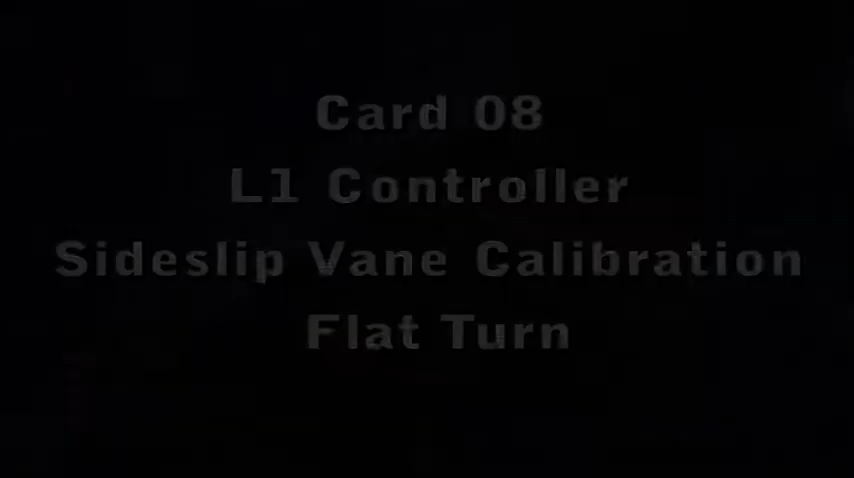 Card 08
L1 Controller
Sideslip Vane Calibration
Flat Turn